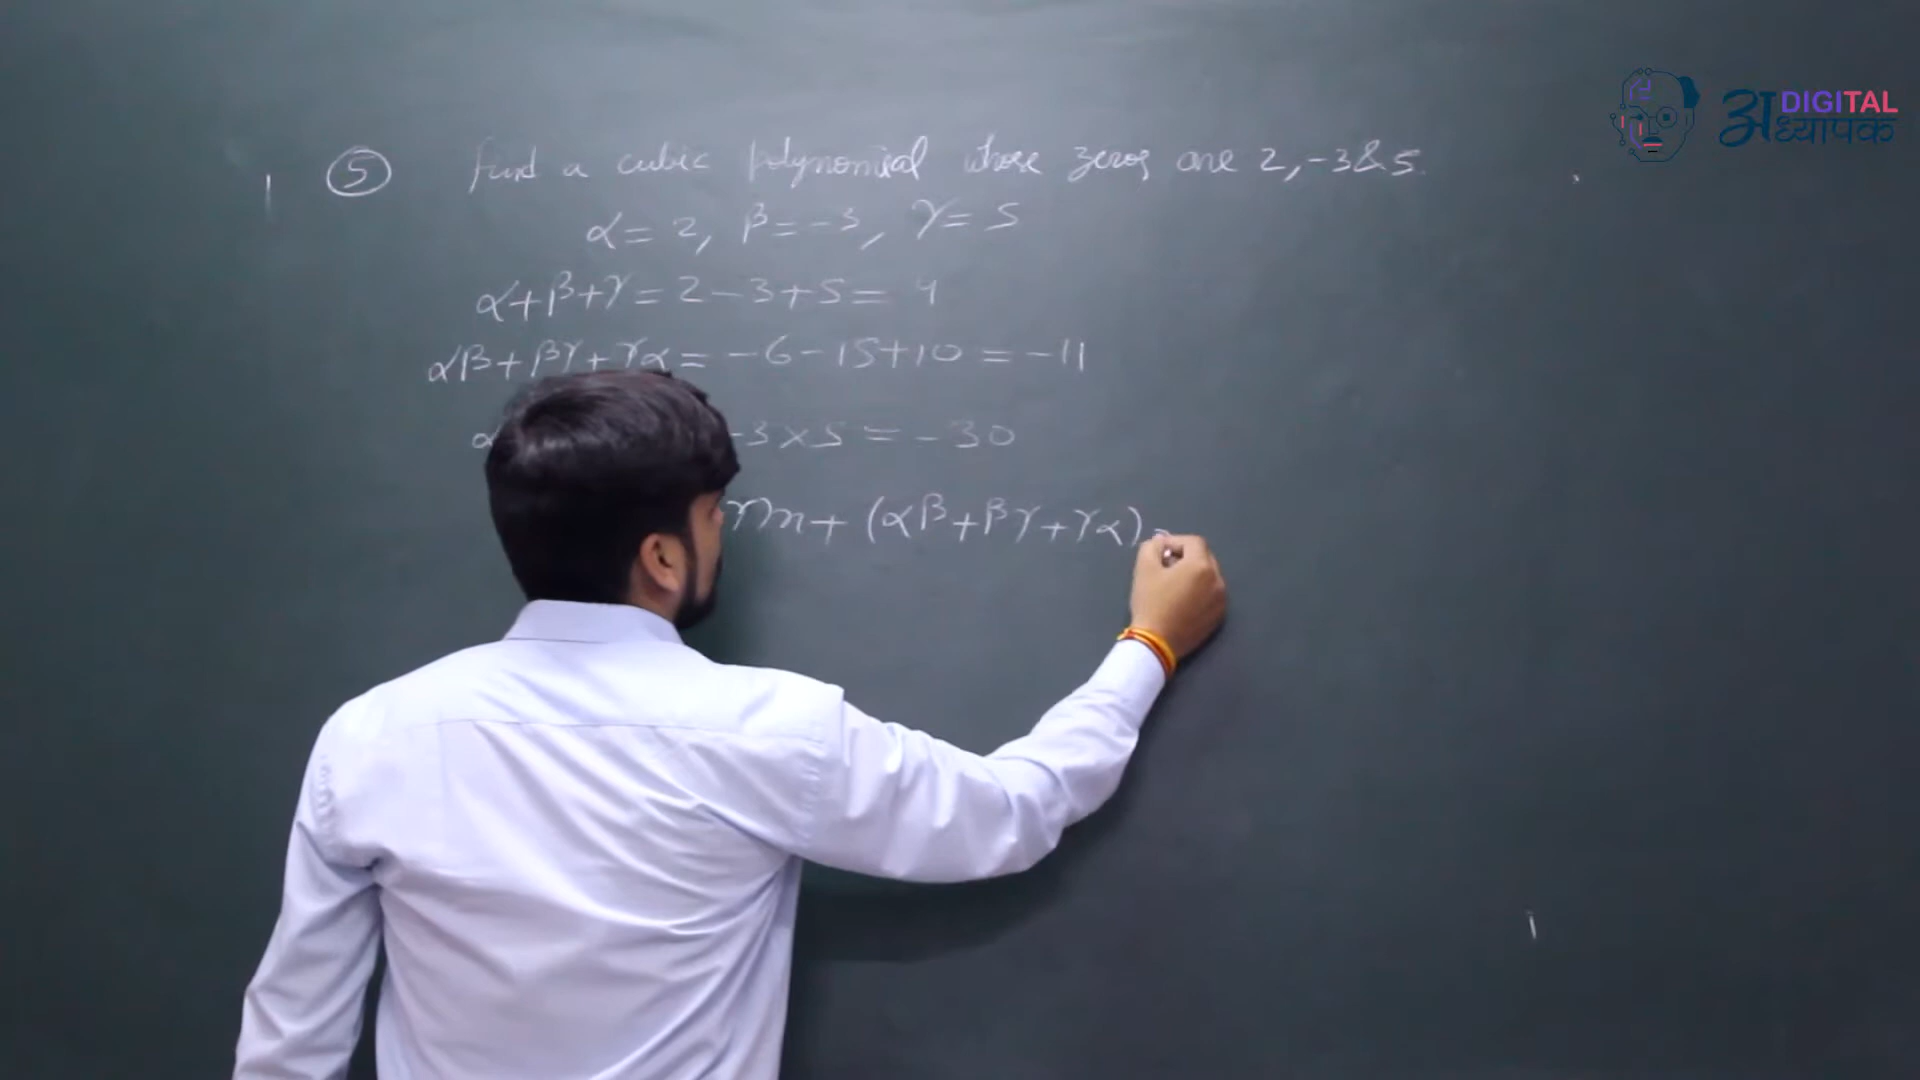 DIGITAL
अध्यापक
5 Find a cubic polynomial whose zeros are 2, -3 & 5.
α = 2, β = -3, γ = 5
α+β+γ = 2-3+5 = 4
αβ+βγ+γα = -6-15+10 = -11
α -3×5 = -30
γ)x + (αβ+βγ+γα)